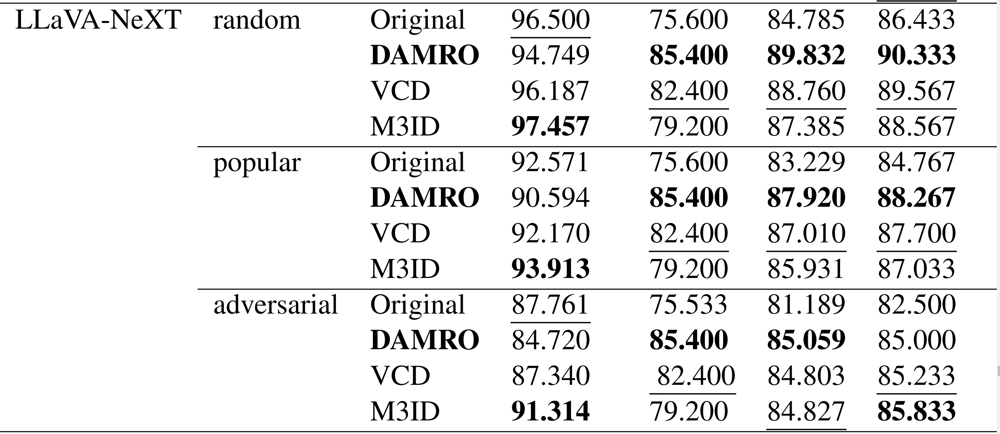 LLaVA-NeXT random Original 96.500 75.600 84.785 86.433
DAMRO 94.749 85.400 89.832 90.333
VCD 96.187 82.400 88.760 89.567
M3ID 97.457 79.200 87.385 88.567
popular Original 92.571 75.600 83.229 84.767
DAMRO 90.594 85.400 87.920 88.267
VCD 92.170 82.400 87.010 87.700
M3ID 93.913 79.200 85.931 87.033
adversarial Original 87.761 75.533 81.189 82.500
DAMRO 84.720 85.400 85.059 85.000
VCD 87.340 82.400 84.803 85.233
M3ID 91.314 79.200 84.827 85.833